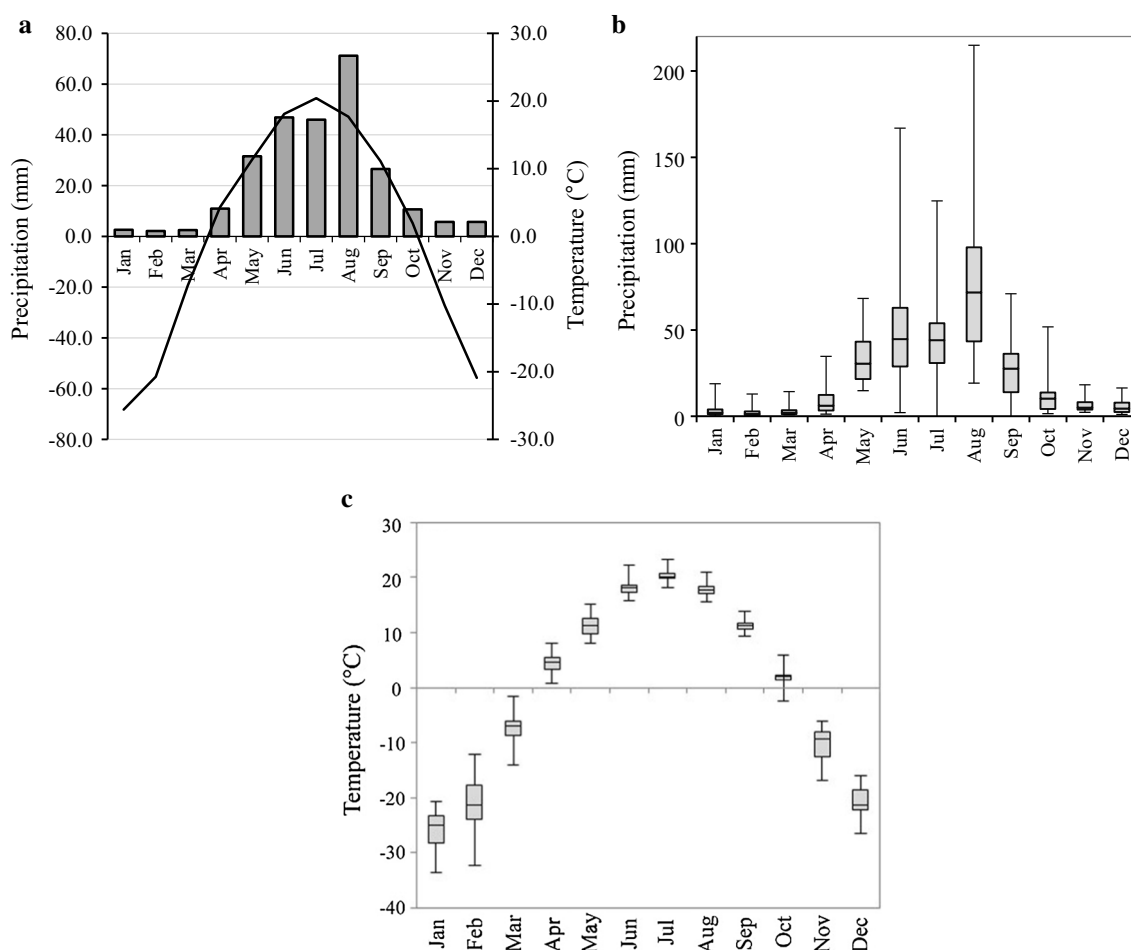 a
80.0
60.0
40.0
20.0
0.0
-20.0
-40.0
-60.0
-80.0
Precipitation (mm)
Jan
Feb
Mar
Apr
May
Jun
Jul
Aug
Sep
Oct
Nov
Dec
30.0
20.0
10.0
0.0
-10.0
-20.0
-30.0
Temperature (°C)
b
200
150
100
50
0
Precipitation (mm)
Jan
Feb
Mar
Apr
May
Jun
Jul
Aug
Sep
Oct
Nov
Dec
c
30
20
10
0
-10
-20
-30
-40
Temperature (°C)
Jan
Feb
Mar
Apr
May
Jun
Jul
Aug
Sep
Oct
Nov
Dec